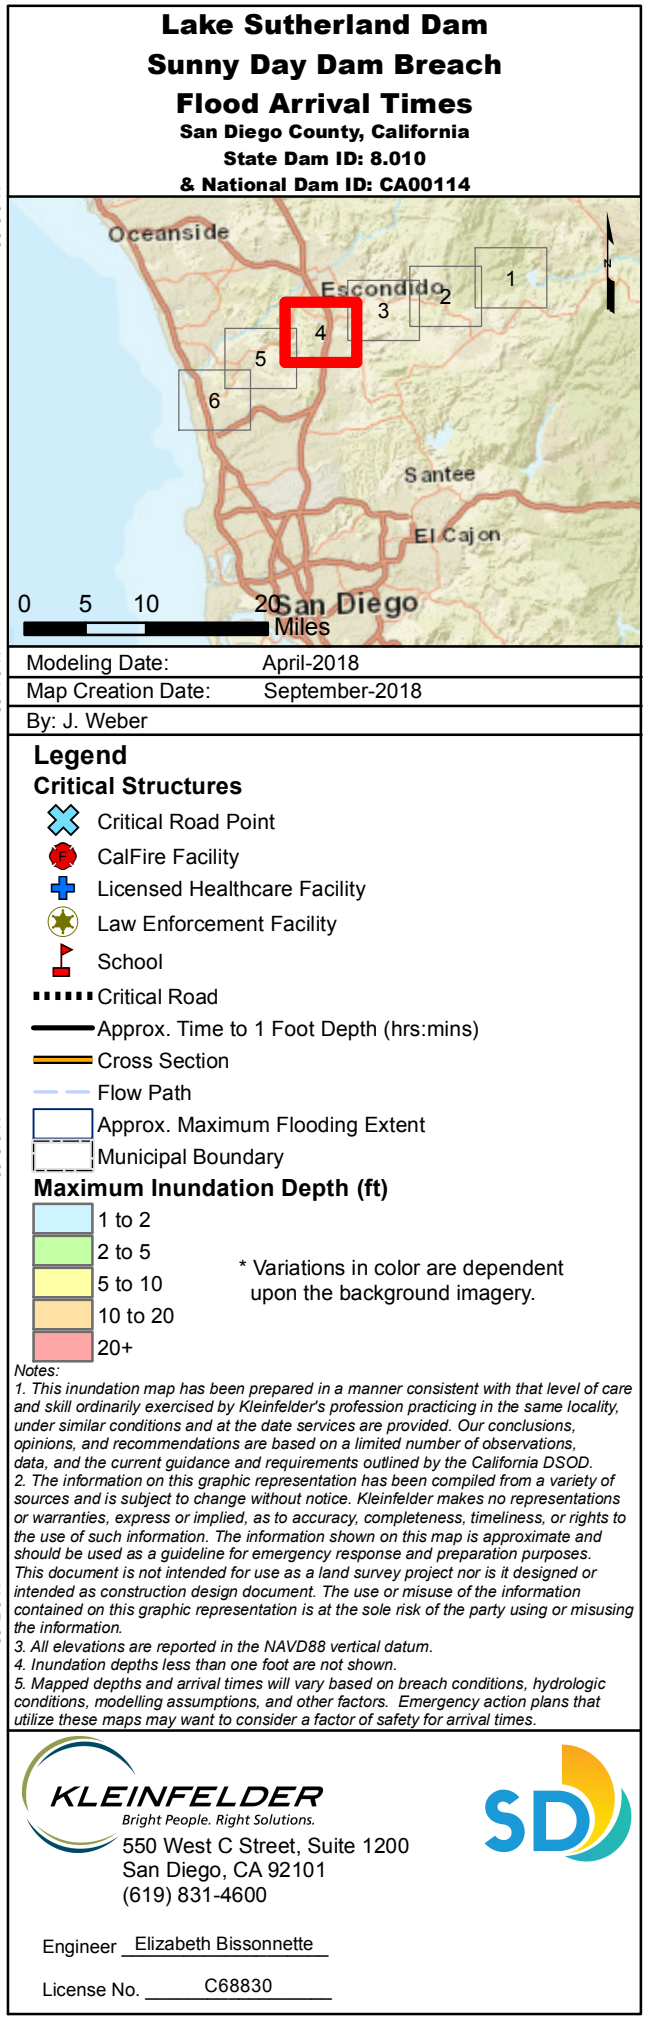 Lake Sutherland Dam
Sunny Day Dam Breach
Flood Arrival Times
San Diego County, California
State Dam ID: 8.010
& National Dam ID: CA00114
Oceanside
Escondido
1
2
3
4
5
6
N
Santee
El Cajon
San Diego
0 5 10 20
Miles
Modeling Date: April-2018
Map Creation Date: September-2018
By: J. Weber
Legend
Critical Structures
Critical Road Point
F CalFire Facility
Licensed Healthcare Facility
Law Enforcement Facility
School
Critical Road
Approx. Time to 1 Foot Depth (hrs:mins)
Cross Section
Flow Path
Approx. Maximum Flooding Extent
Municipal Boundary
Maximum Inundation Depth (ft)
1 to 2
2 to 5
5 to 10
10 to 20
20+
* Variations in color are dependent
upon the background imagery.
Notes:
1. This inundation map has been prepared in a manner consistent with that level of care
and skill ordinarily exercised by Kleinfelder's profession practicing in the same locality,
under similar conditions and at the date services are provided. Our conclusions,
opinions, and recommendations are based on a limited number of observations,
data, and the current guidance and requirements outlined by the California DSOD.
2. The information on this graphic representation has been compiled from a variety of
sources and is subject to change without notice. Kleinfelder makes no representations
or warranties, express or implied, as to accuracy, completeness, timeliness, or rights to
the use of such information. The information shown on this map is approximate and
should be used as a guideline for emergency response and preparation purposes.
This document is not intended for use as a land survey project nor is it designed or
intended as construction design document. The use or misuse of the information
contained on this graphic representation is at the sole risk of the party using or misusing
the information.
3. All elevations are reported in the NAVD88 vertical datum.
4. Inundation depths less than one foot are not shown.
5. Mapped depths and arrival times will vary based on breach conditions, hydrologic
conditions, modelling assumptions, and other factors. Emergency action plans that
utilize these maps may want to consider a factor of safety for arrival times.
KLEINFELDER
Bright People. Right Solutions.
SD
550 West C Street, Suite 1200
San Diego, CA 92101
(619) 831-4600
Engineer Elizabeth Bissonnette
License No. C68830